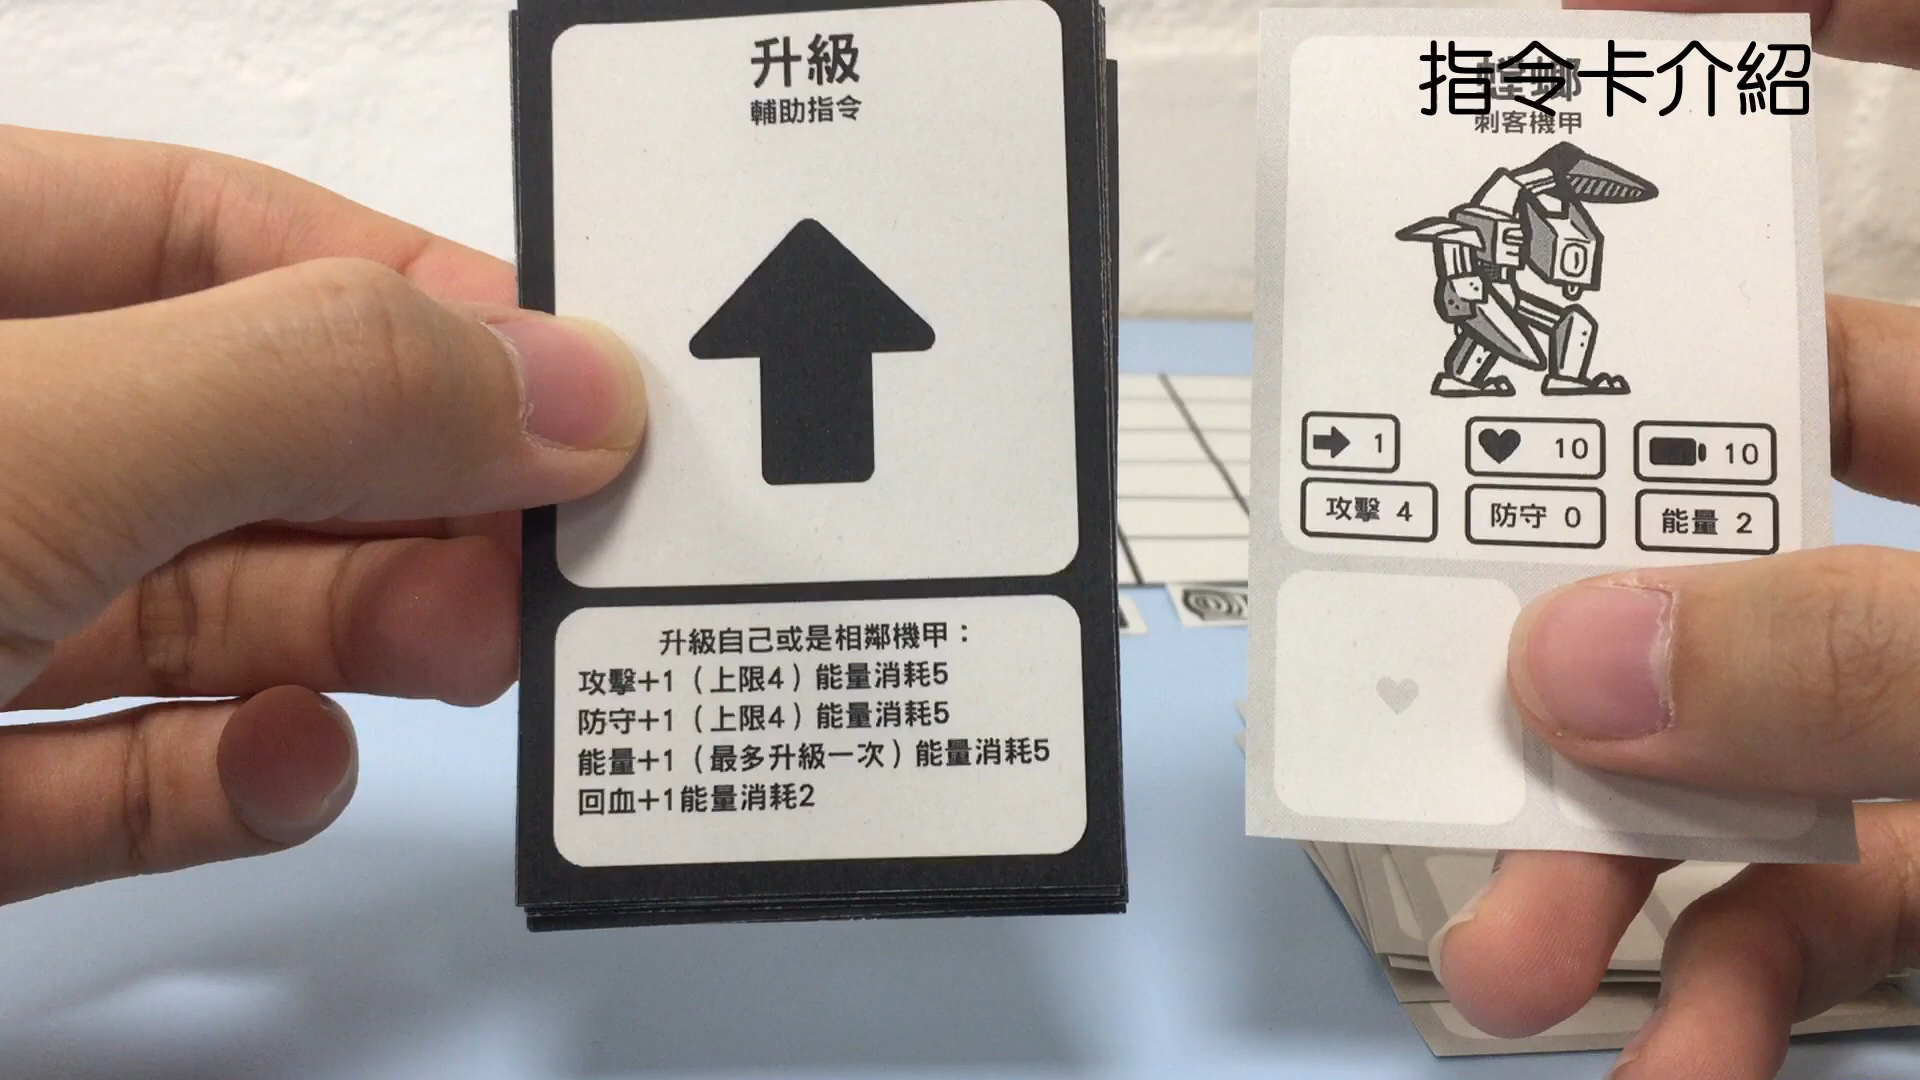 升級
輔助指令
升級自己或是相鄰機甲：
攻擊+1（上限4）能量消耗5
防守+1（上限4）能量消耗5
能量+1（最多升級一次）能量消耗5
回血+1能量消耗2
指令卡介紹
刺客機甲
1
10
10
攻擊 4
防守 0
能量 2